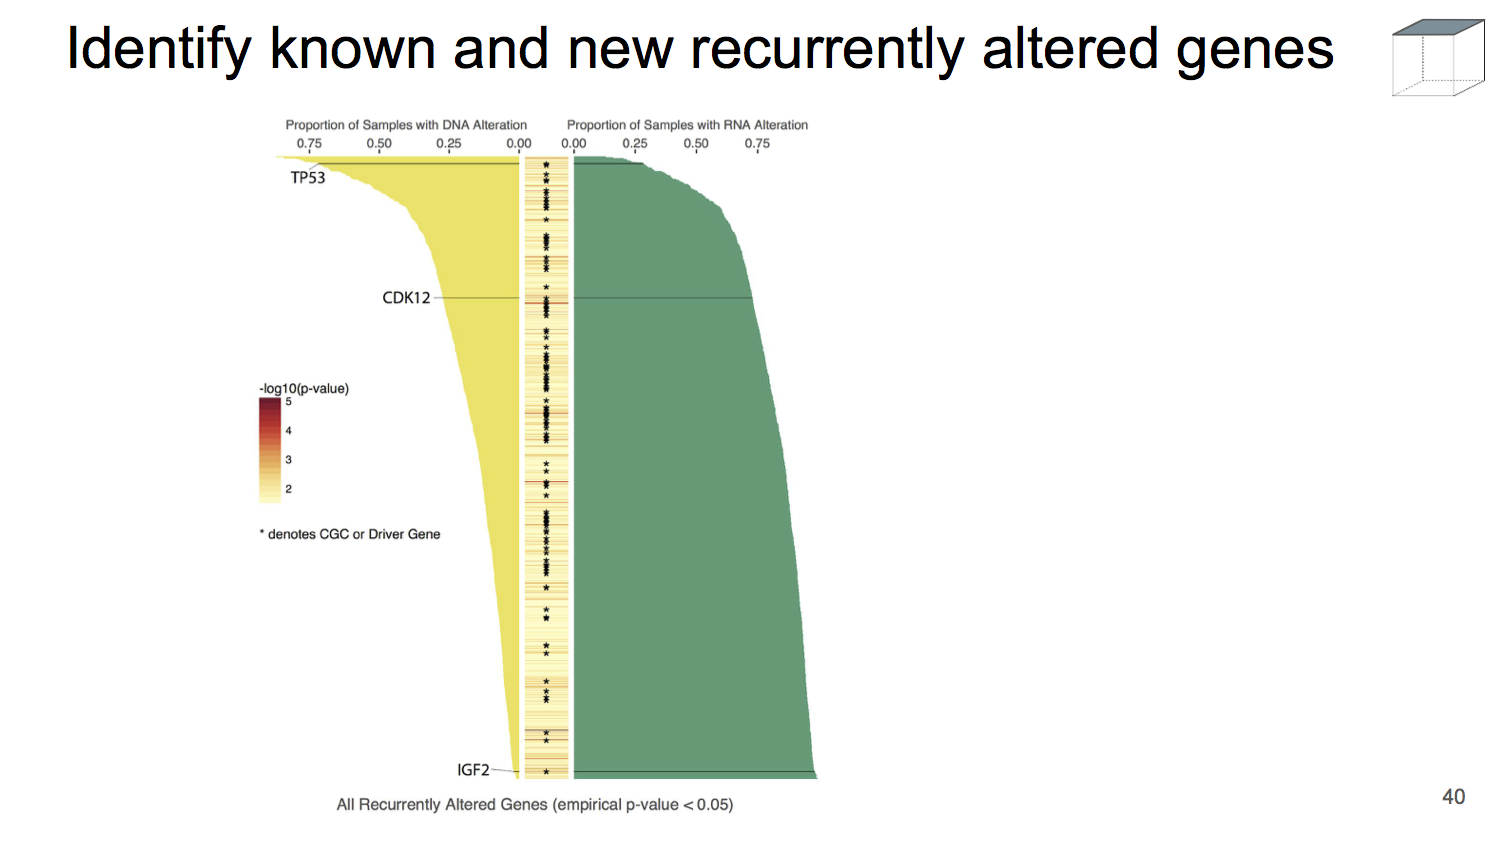 Identify known and new recurrently altered genes
Proportion of Samples with DNA Alteration
Proportion of Samples with RNA Alteration
0.75 0.50 0.25 0.00
0.00 0.25 0.50 0.75
TP53
CDK12
-log10(p-value)
5
4
3
2
* denotes CGC or Driver Gene
IGF2
All Recurrently Altered Genes (empirical p-value < 0.05)
40